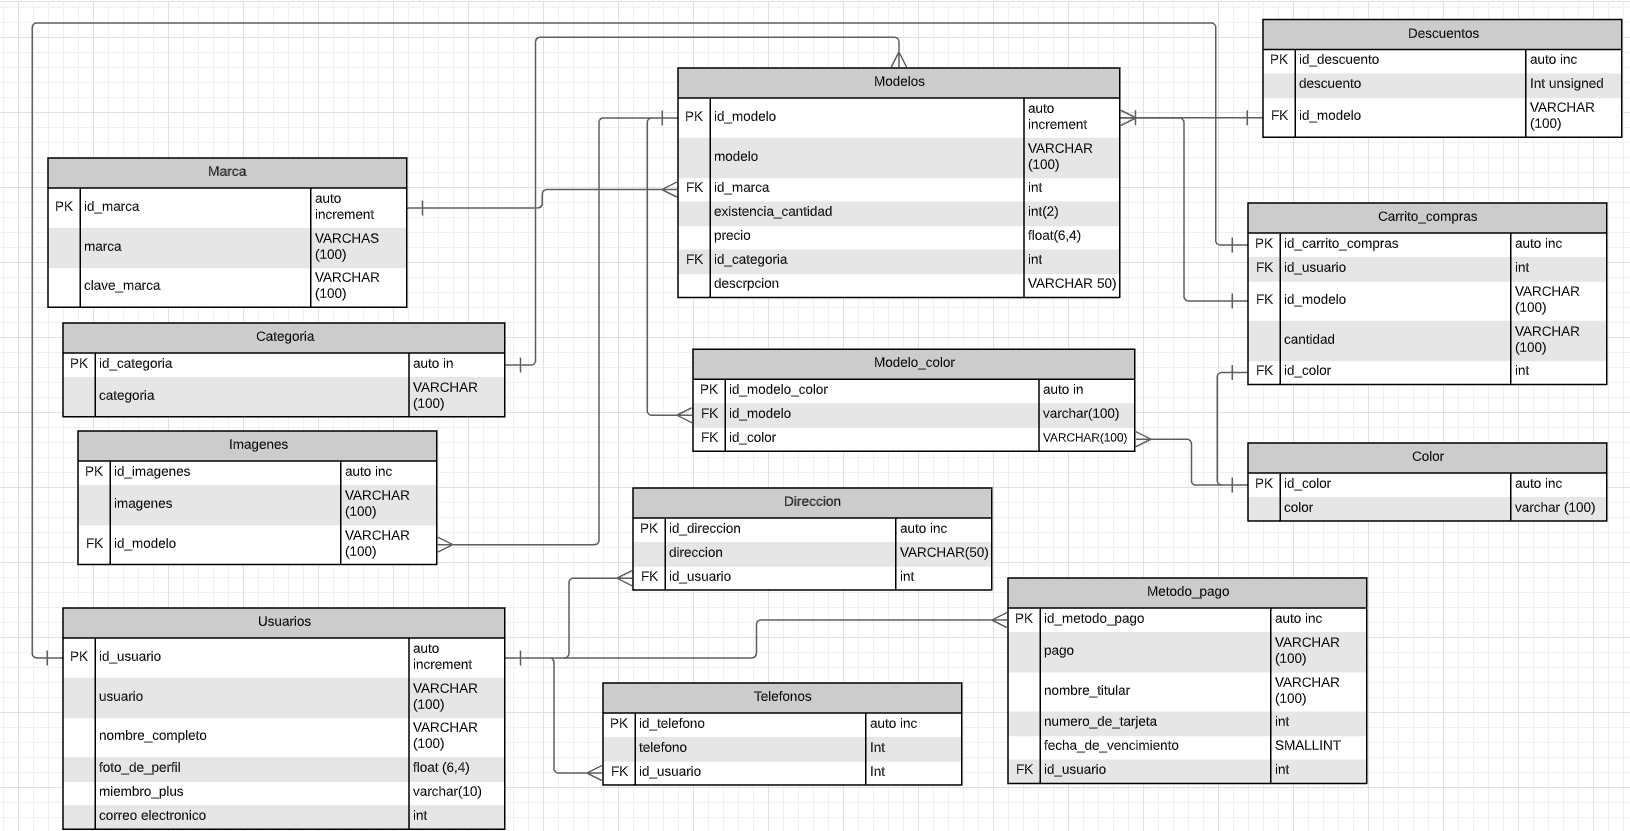 Descuentos
PK id_descuento auto inc
descuento Int unsigned
FK id_modelo VARCHAR
(100)
Modelos
PK id_modelo auto
increment
modelo VARCHAR
(100)
FK id_marca int
existencia_cantidad int(2)
precio float(6,4)
FK id_categoria int
descrpcion VARCHAR 50)
Marca
PK id_marca auto
increment
marca VARCHAS
(100)
clave_marca VARCHAR
(100)
Carrito_compras
PK id_carrito_compras auto inc
FK id_usuario int
FK id_modelo VARCHAR
(100)
cantidad VARCHAR
(100)
FK id_color int
Categoria
PK id_categoria auto in
categoria VARCHAR
(100)
Modelo_color
PK id_modelo_color auto in
FK id_modelo varchar(100)
FK id_color VARCHAR(100)
Imagenes
PK id_imagenes auto inc
imagenes VARCHAR
(100)
FK id_modelo VARCHAR
(100)
Color
PK id_color auto inc
color varchar (100)
Direccion
PK id_direccion auto inc
direccion VARCHAR(50)
FK id_usuario int
Metodo_pago
PK id_metodo_pago auto inc
pago VARCHAR
(100)
nombre_titular VARCHAR
(100)
numero_de_tarjeta int
fecha_de_vencimiento SMALLINT
FK id_usuario int
Usuarios
PK id_usuario auto
increment
usuario VARCHAR
(100)
nombre_completo VARCHAR
(100)
foto_de_perfil float (6,4)
miembro_plus varchar(10)
correo electronico int
Telefonos
PK id_telefono auto inc
telefono Int
FK id_usuario Int